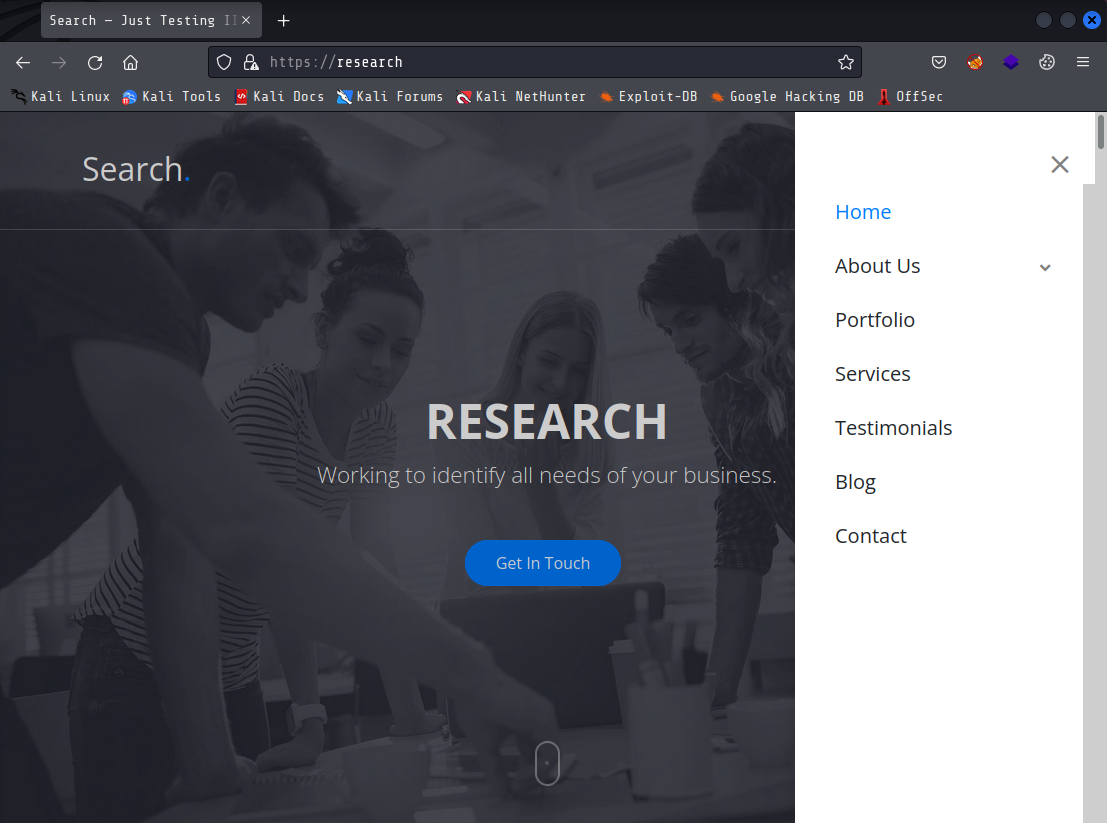 Search — Just Testing II
https://research
Kali Linux Kali Tools Kali Docs Kali Forums Kali NetHunter Exploit-DB Google Hacking DB OffSec
Search.
Home
About Us
Portfolio
Services
Testimonials
Blog
Contact
RESEARCH
Working to identify all needs of your business.
Get In Touch